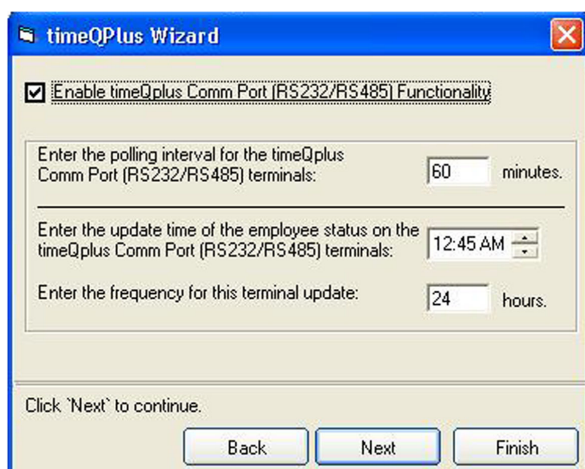 timeQPlus Wizard
Enable timeQplus Comm Port (RS232/RS485) Functionality
Enter the polling interval for the timeQplus
Comm Port (RS232/RS485) terminals:
60 minutes.
Enter the update time of the employee status on the
timeQplus Comm Port (RS232/RS485) terminals:
12:45 AM
Enter the frequency for this terminal update:
24 hours.
Click `Next` to continue.
Back Next Finish